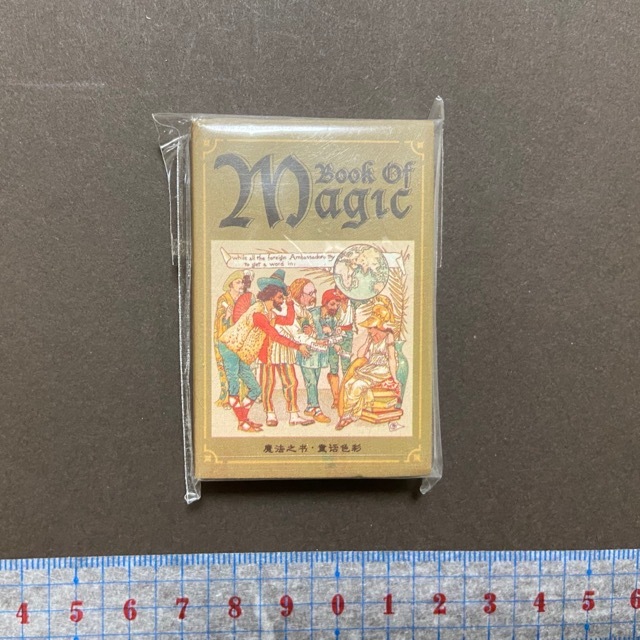 Book Of
Magic
while all the foreign Ambassadors try
to get a word in:
魔法之书·童话色彩
4 5 6 7 8 9 0 1 2 3 4 5 6